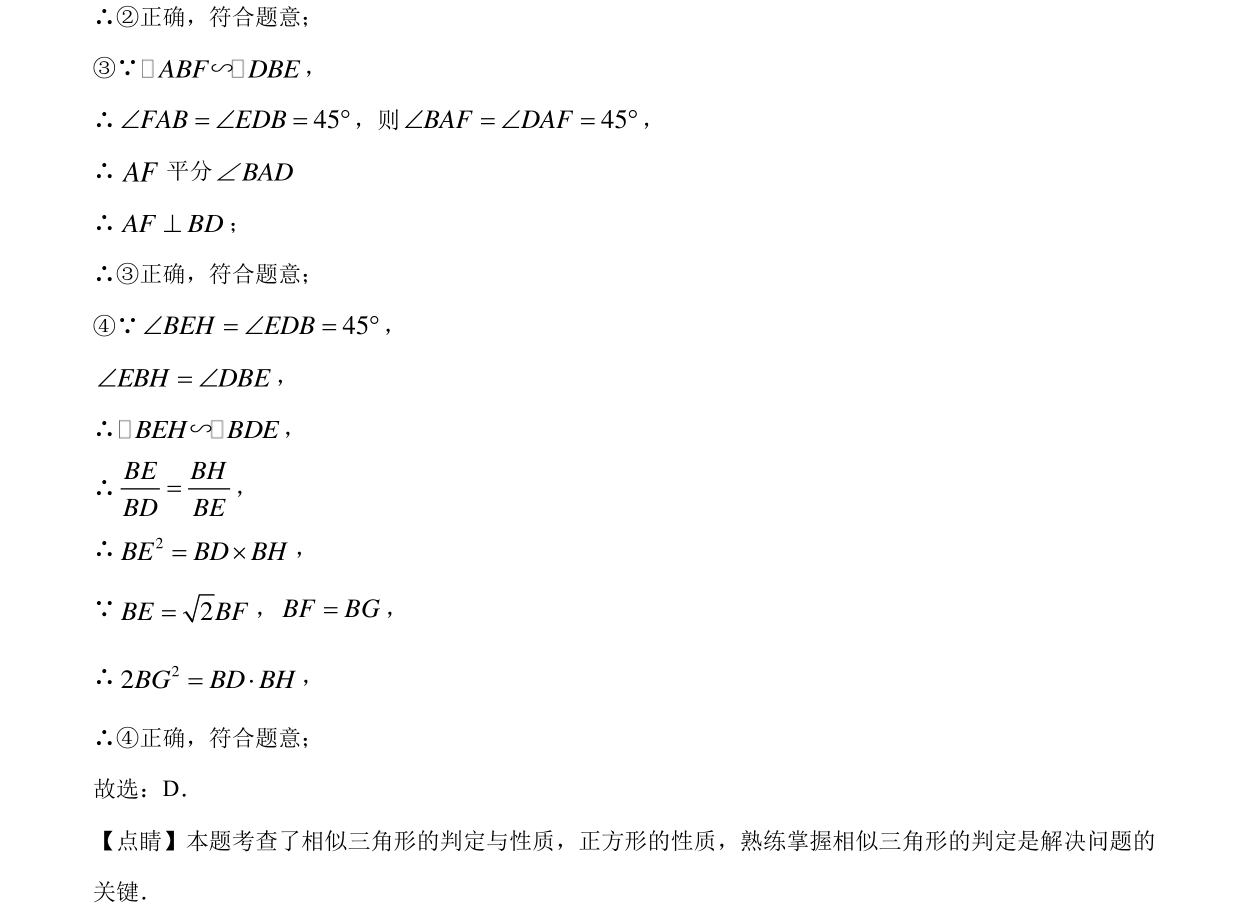 ∴②正确，符合题意；
③∵□ABF∽□DBE，
∴∠FAB=∠EDB=45°，则∠BAF=∠DAF=45°，
∴AF平分∠BAD
∴AF⊥BD；
∴③正确，符合题意；
④∵∠BEH=∠EDB=45°，
∠EBH=∠DBE，
∴□BEH∽□BDE，
∴BE/BD=BH/BE，
∴BE²=BD×BH，
∵BE=√2BF，BF=BG，
∴2BG²=BD·BH，
∴④正确，符合题意；
故选：D．
【点睛】本题考查了相似三角形的判定与性质，正方形的性质，熟练掌握相似三角形的判定是解决问题的
关键．